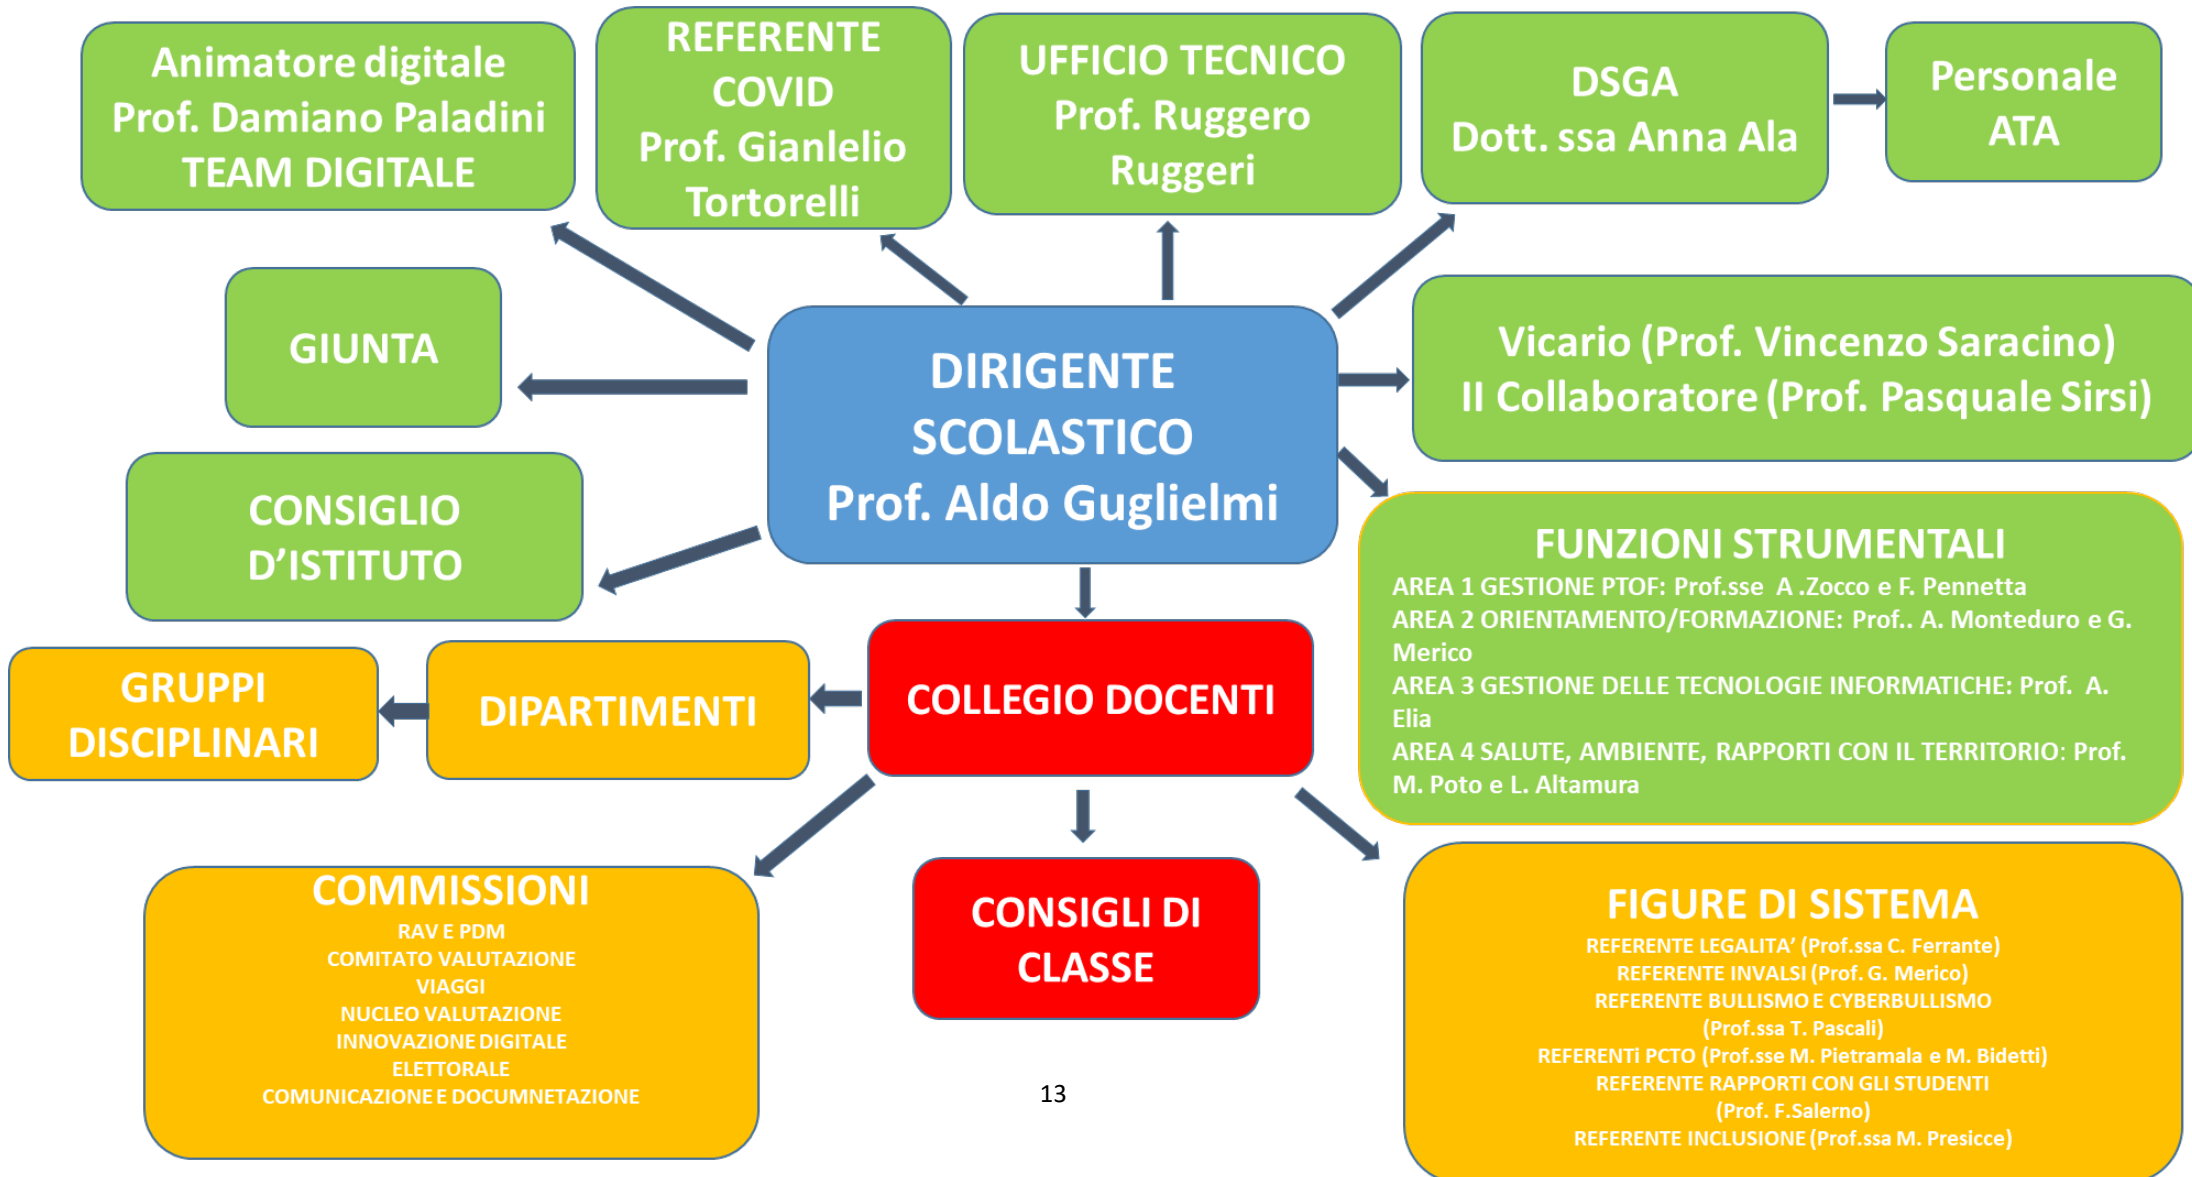 Animatore digitale
Prof. Damiano Paladini
TEAM DIGITALE
REFERENTE
COVID
Prof. Gianlelio
Tortorelli
UFFICIO TECNICO
Prof. Ruggero
Ruggeri
DSGA
Dott. ssa Anna Ala
Personale
ATA
GIUNTA
DIRIGENTE
SCOLASTICO
Prof. Aldo Guglielmi
Vicario (Prof. Vincenzo Saracino)
II Collaboratore (Prof. Pasquale Sirsi)
CONSIGLIO
D’ISTITUTO
FUNZIONI STRUMENTALI
AREA 1 GESTIONE PTOF: Prof.sse A .Zocco e F. Pennetta
AREA 2 ORIENTAMENTO/FORMAZIONE: Prof.. A. Monteduro e G.
Merico
AREA 3 GESTIONE DELLE TECNOLOGIE INFORMATICHE: Prof. A.
Elia
AREA 4 SALUTE, AMBIENTE, RAPPORTI CON IL TERRITORIO: Prof.
M. Poto e L. Altamura
GRUPPI
DISCIPLINARI
DIPARTIMENTI
COLLEGIO DOCENTI
COMMISSIONI
RAV E PDM
COMITATO VALUTAZIONE
VIAGGI
NUCLEO VALUTAZIONE
INNOVAZIONE DIGITALE
ELETTORALE
COMUNICAZIONE E DOCUMNETAZIONE
CONSIGLI DI
CLASSE
FIGURE DI SISTEMA
REFERENTE LEGALITA’ (Prof.ssa C. Ferrante)
REFERENTE INVALSI (Prof. G. Merico)
REFERENTE BULLISMO E CYBERBULLISMO
(Prof.ssa T. Pascali)
REFERENTi PCTO (Prof.sse M. Pietramala e M. Bidetti)
REFERENTE RAPPORTI CON GLI STUDENTI
(Prof. F.Salerno)
REFERENTE INCLUSIONE (Prof.ssa M. Presicce)
13